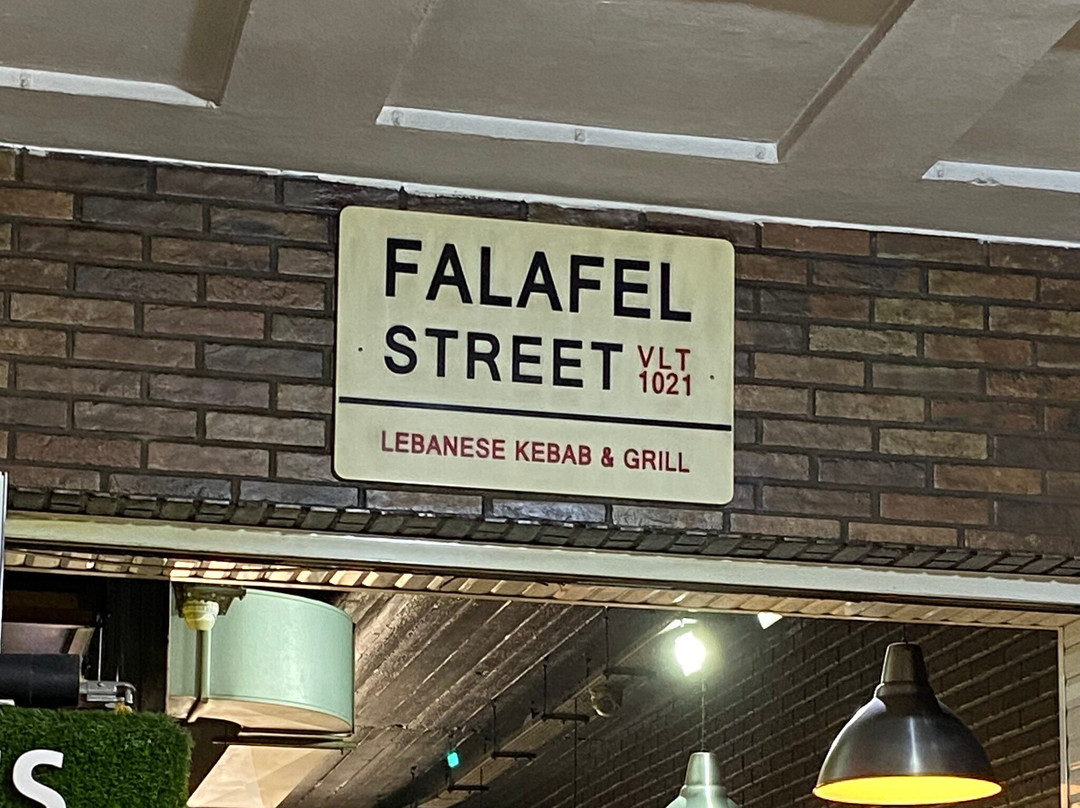 FALAFEL
STREET VLT
1021
LEBANESE KEBAB & GRILL